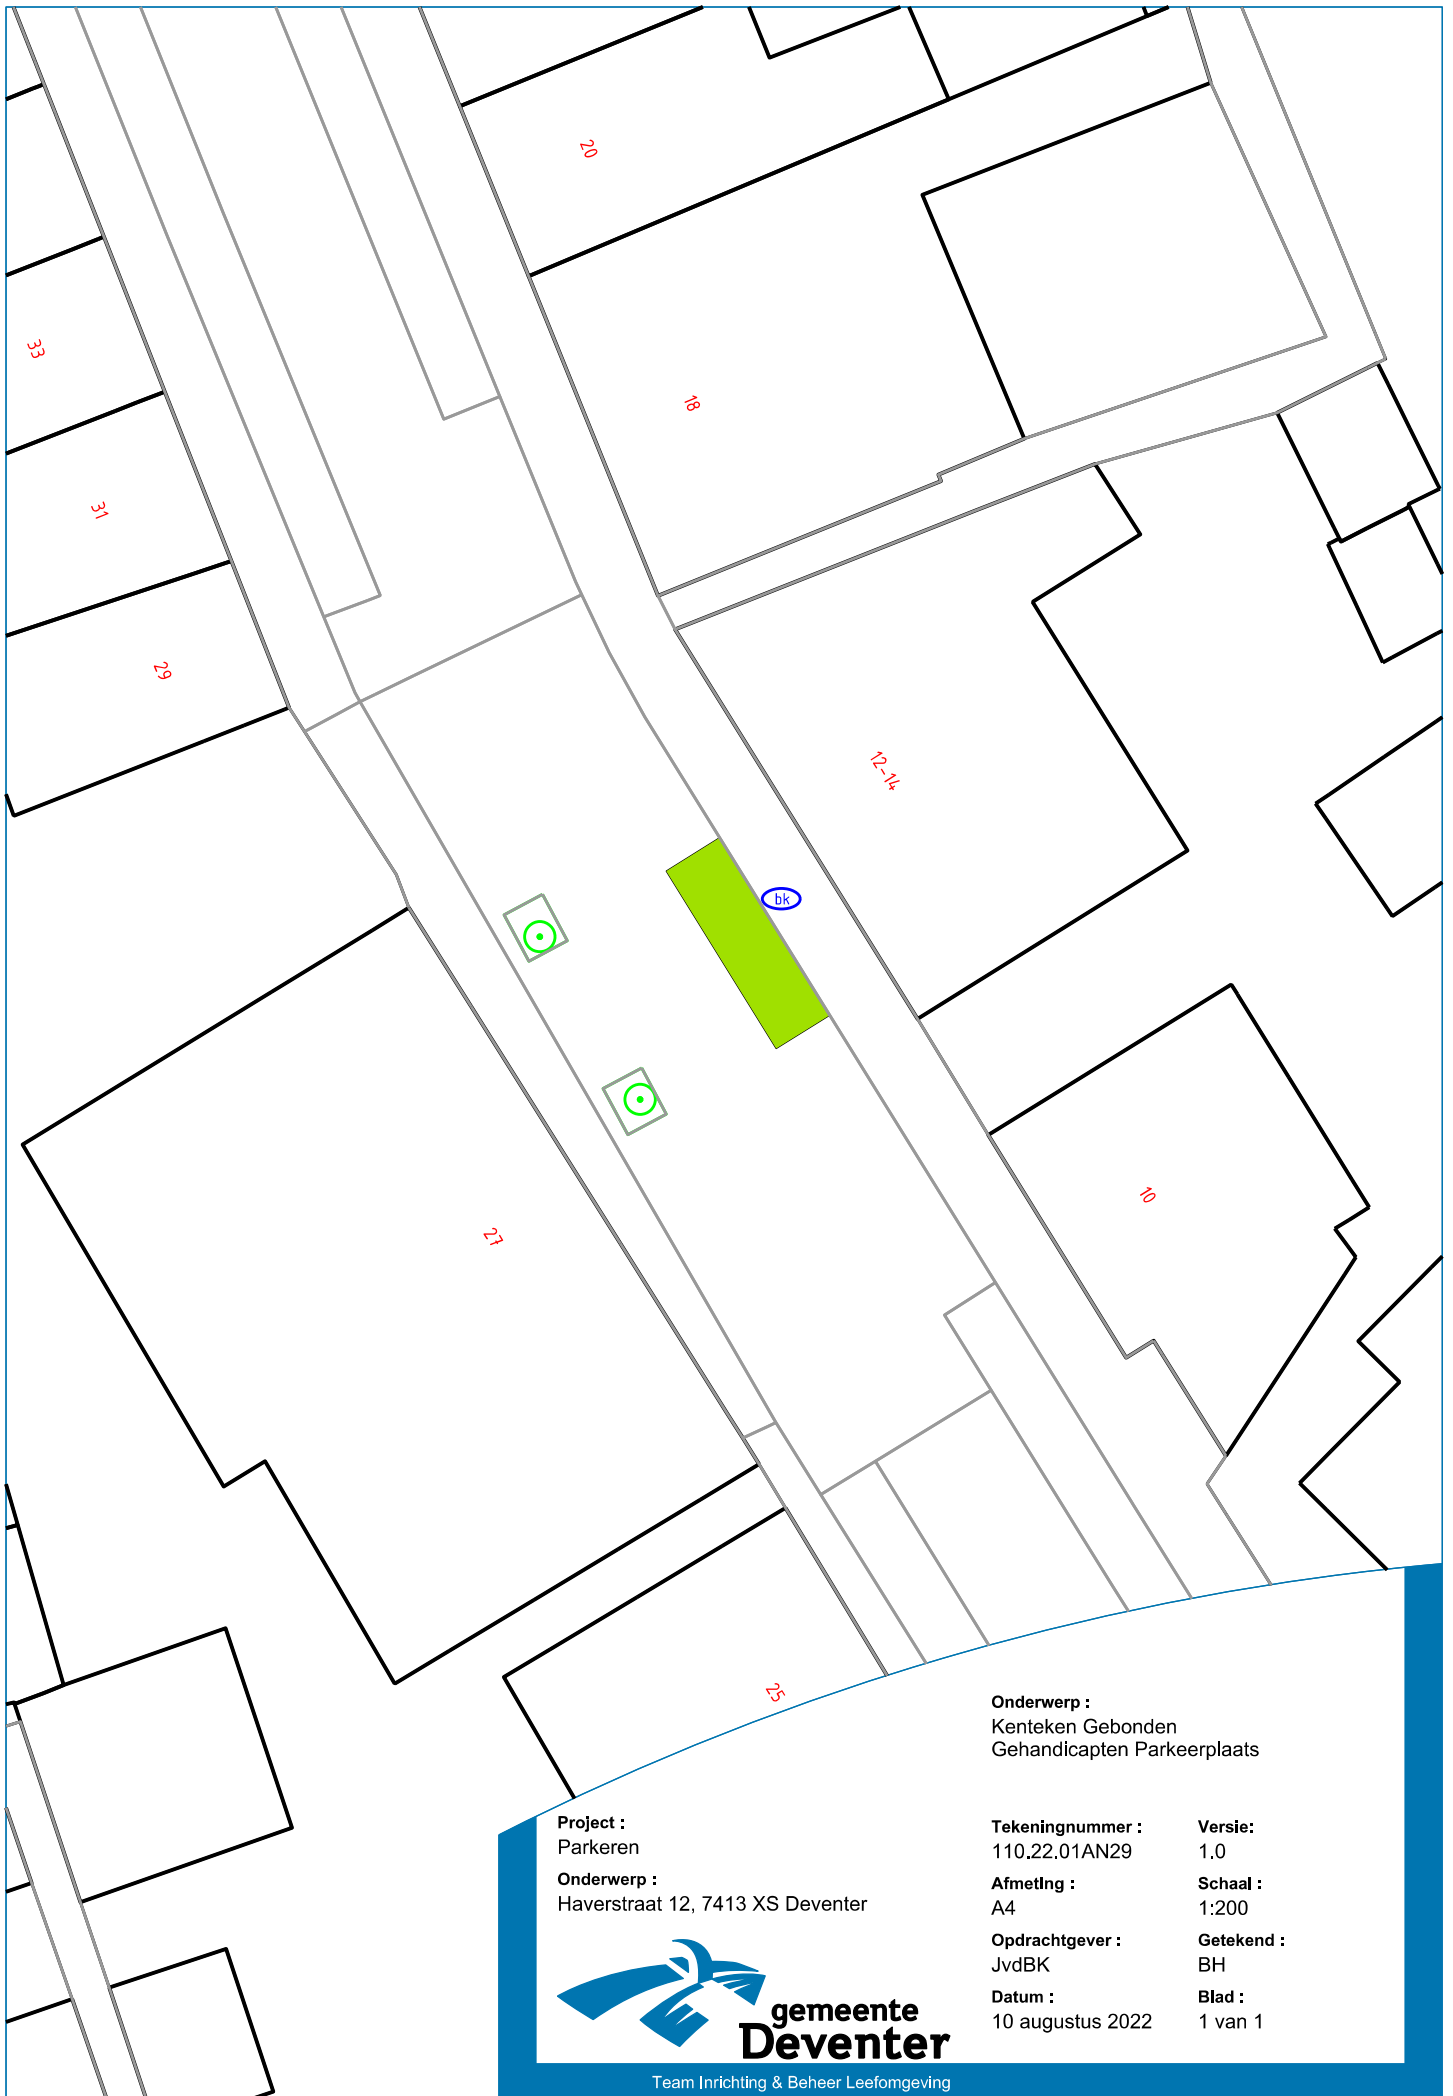 20
33
18
31
29
12-14
bk
10
27
25
Onderwerp :
Kenteken Gebonden
Gehandicapten Parkeerplaats
Project :
Parkeren
Onderwerp :
Haverstraat 12, 7413 XS Deventer
Tekeningnummer : Versie:
110.22.01AN29 1.0
Afmeting : Schaal :
A4 1:200
Opdrachtgever : Getekend :
JvdBK BH
Datum : Blad :
10 augustus 2022 1 van 1
gemeente
Deventer
Team Inrichting & Beheer Leefomgeving